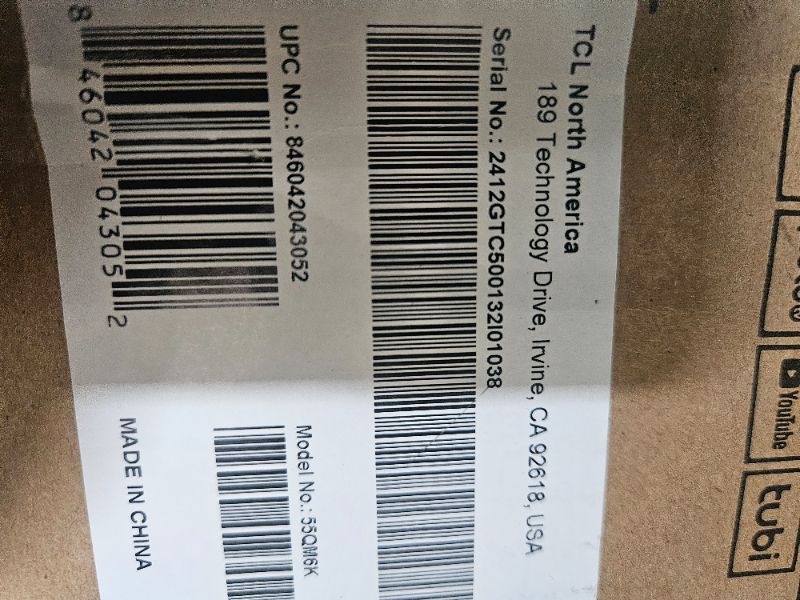 TCL North America
189 Technology Drive, Irvine, CA 92618, USA
Serial No.: 2412GTC500132I01038
UPC No.: 846042043052
8 46042 04305 2
Model No.: 55QM6K
MADE IN CHINA
YouTube
tubi